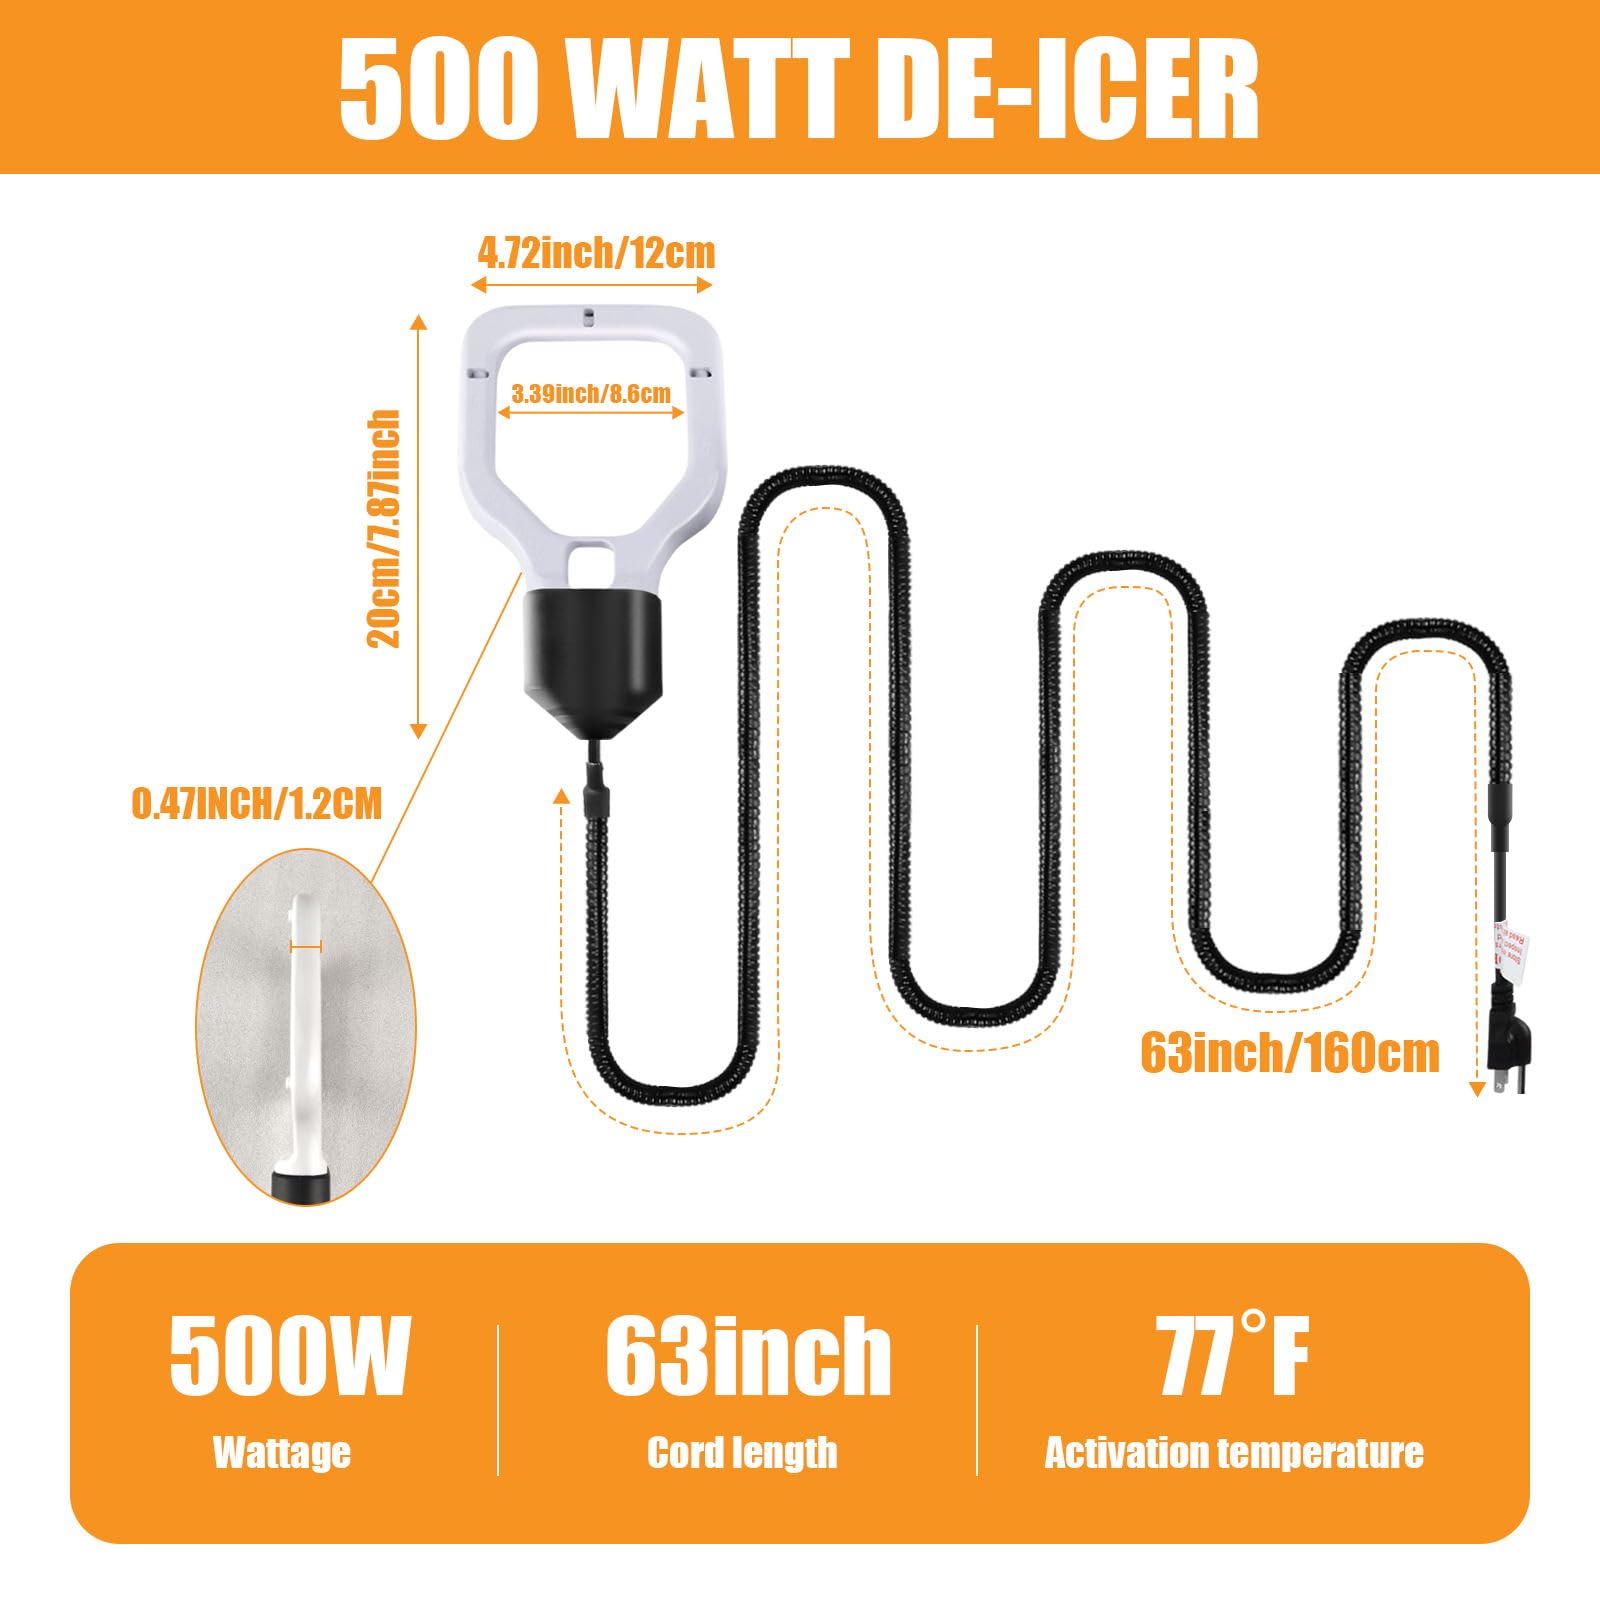 500 WATT DE-ICER
4.72inch/12cm
3.39inch/8.6cm
20cm/7.87inch
0.47INCH/1.2CM
63inch/160cm
500W
Wattage
63inch
Cord length
77°F
Activation temperature